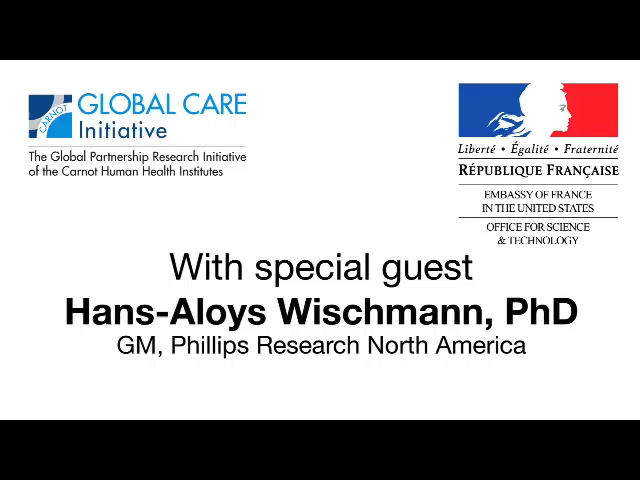 CARNOT
GLOBAL CARE
Initiative
The Global Partnership Research Initiative
of the Carnot Human Health Institutes
Liberté • Égalité • Fraternité
RÉPUBLIQUE FRANÇAISE
EMBASSY OF FRANCE
IN THE UNITED STATES
OFFICE FOR SCIENCE
& TECHNOLOGY
With special guest
Hans-Aloys Wischmann, PhD
GM, Phillips Research North America